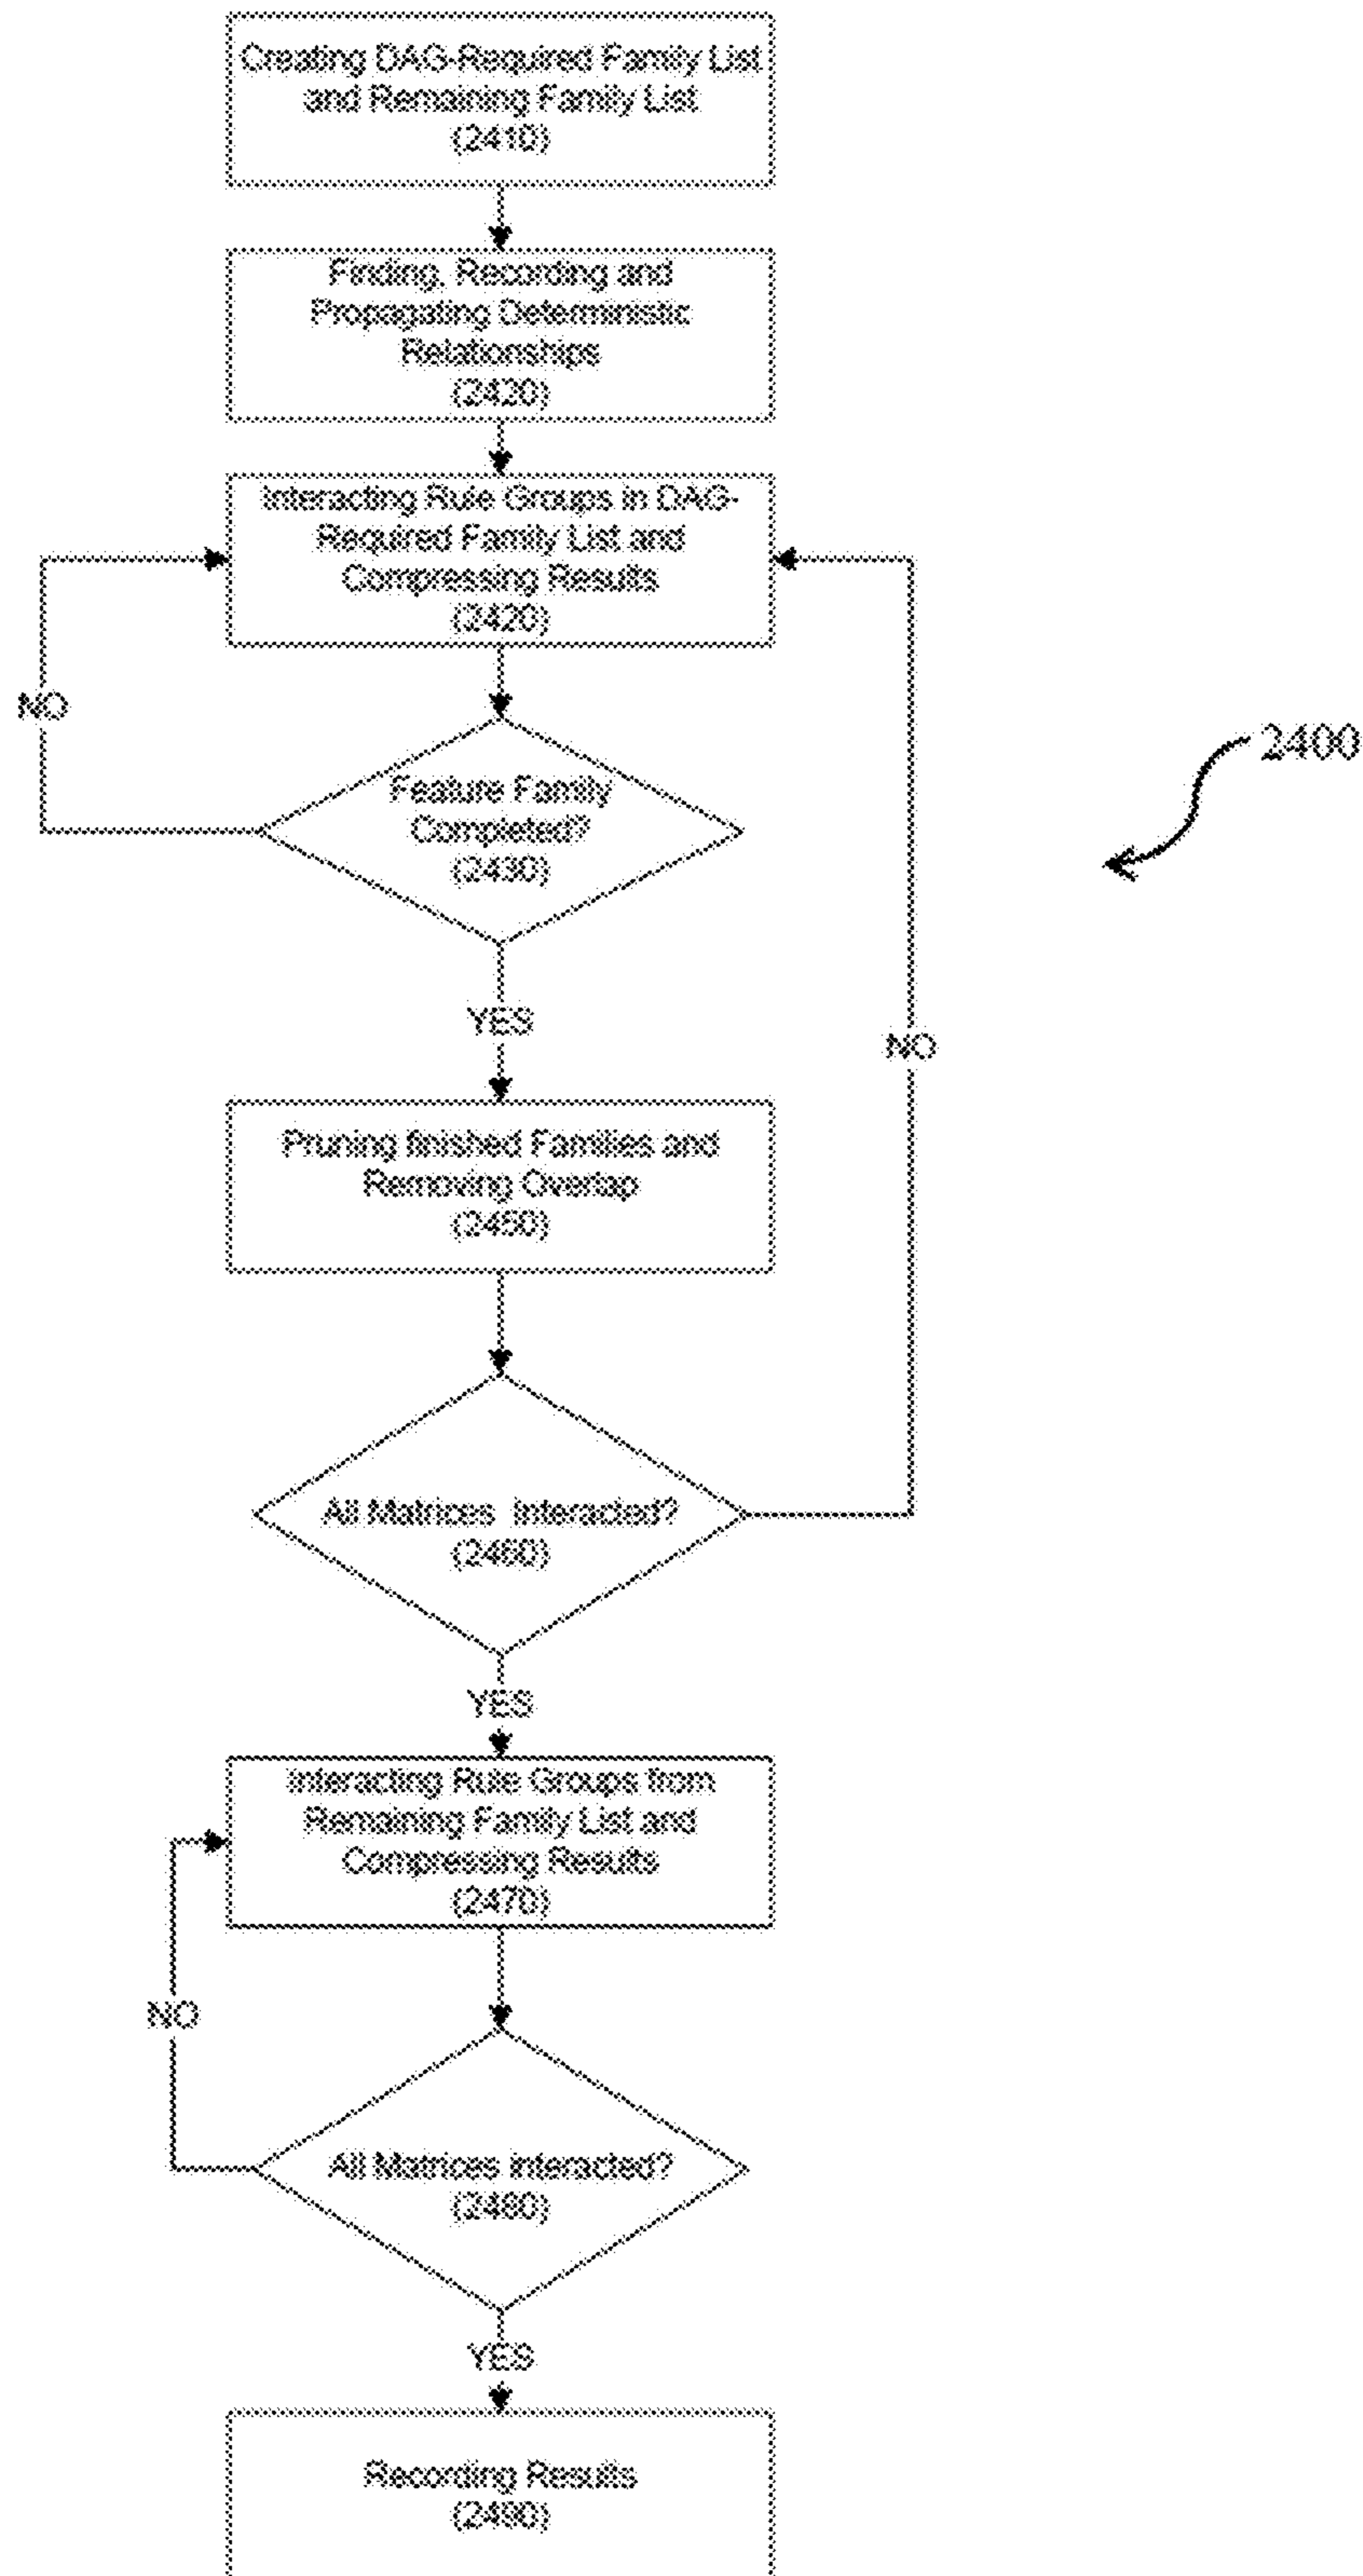 Creating DAG-Required Family List
and Remaining Family List
(2410)
Finding, Recording and
Propagating Deterministic
Relationships
(2420)
Interacting Rule Groups in DAG-
Required Family List and
Compressing Results
(2420)
NO
Feature Family
Completed?
(2430)
2400
YES
NO
Pruning finished Families and
Removing Overlap
(2450)
All Matrices Interacted?
(2460)
YES
Interacting Rule Groups from
Remaining Family List and
Compressing Results
(2470)
NO
All Matrices interacted?
(2480)
YES
Recording Results
(2490)